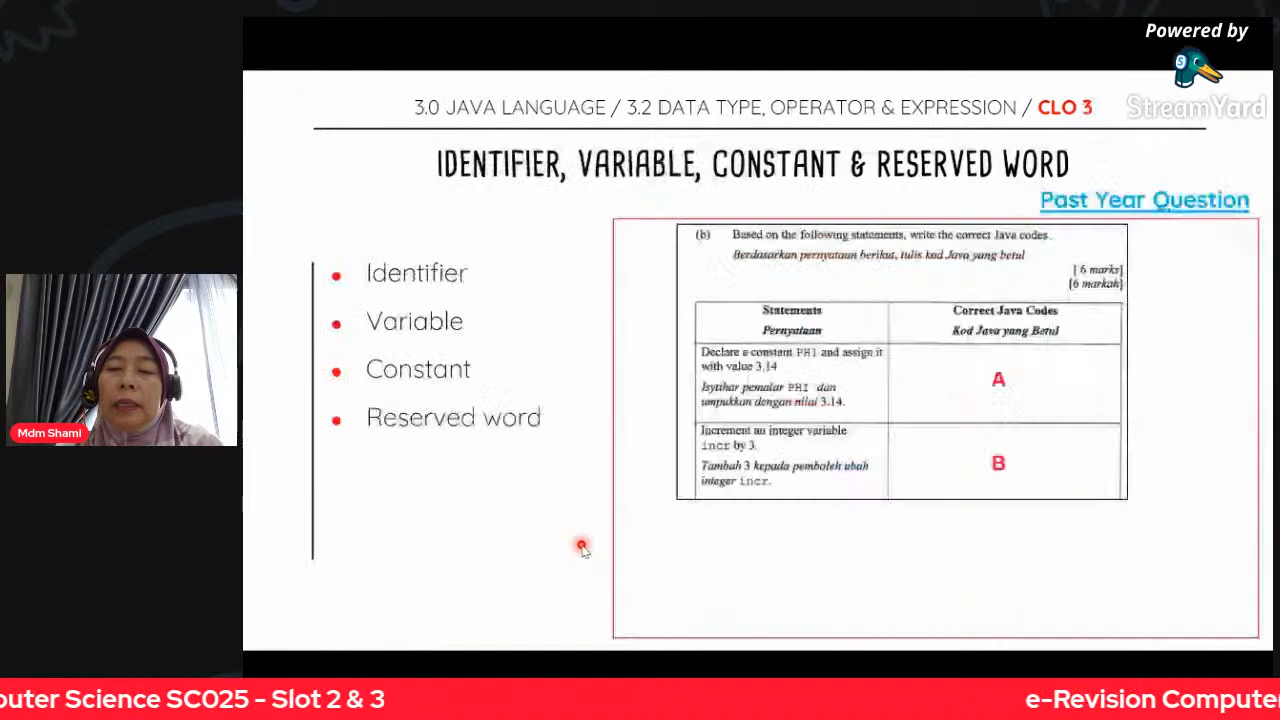 Powered by
StreamYard
3.0 JAVA LANGUAGE / 3.2 DATA TYPE, OPERATOR & EXPRESSION / CLO 3
IDENTIFIER, VARIABLE, CONSTANT & RESERVED WORD
Past Year Question
Identifier
Variable
Constant
Reserved word
(b) Based on the following statements, write the correct Java codes.
Berdasarkan pernyataan berikut, tulis kod Java yang betul
[ 6 marks]
[6 markah]
Statements
Pernyataan
Correct Java Codes
Kod Java yang Betul
Declare a constant PHI and assign it
with value 3.14
Isytihar pemalar PHI dan
umpukkan dengan nilai 3.14.
A
Increment an integer variable
incr by 3.
Tambah 3 kepada pemboleh ubah
integer incr.
B
Mdm Shami
outer Science SC025 - Slot 2 & 3
e-Revision Computer